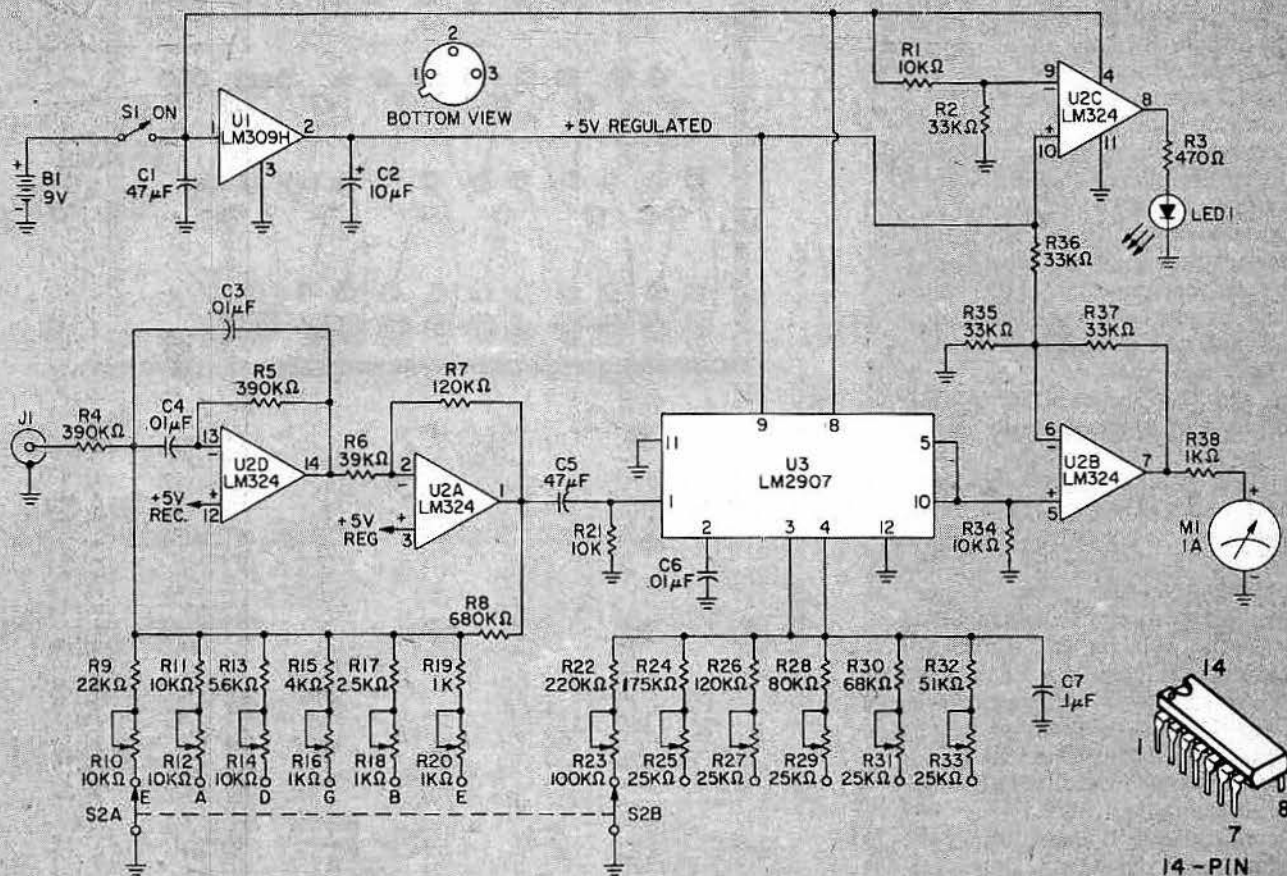 2
1
3
BOTTOM VIEW
S1 ON
1
U1
LM309H
2
3
+5V REGULATED
B1
9V
+
-
C1
47µF
+
C2
10µF
R1
10KΩ
R2
33KΩ
9
-
4
U2C
LM324
8
+
10
11
R3
470Ω
LED1
R36
33KΩ
R35
33KΩ
R37
33KΩ
C3
.01µF
R5
390KΩ
R7
120KΩ
J1
R4
390KΩ
C4
.01µF
13
-
U2D
LM324
14
+5V
REC.
+
12
R6
39KΩ
2
-
U2A
LM324
1
+5V
REG
+
3
C5
47µF
R21
10K
11
9
8
5
U3
LM2907
1
10
2
3
4
12
C6
.01µF
R34
10KΩ
6
-
U2B
LM324
7
+
5
R38
1KΩ
+
M1
1A
-
R8
680KΩ
R9
22KΩ
R11
10KΩ
R13
5.6KΩ
R15
4KΩ
R17
2.5KΩ
R19
1K
R10
10KΩ
R12
10KΩ
R14
10KΩ
R16
1KΩ
R18
1KΩ
R20
1KΩ
E
A
D
G
B
E
S2A
R22
220KΩ
R24
175KΩ
R26
120KΩ
R28
80KΩ
R30
68KΩ
R32
51KΩ
C7
.1µF
R23
100KΩ
R25
25KΩ
R27
25KΩ
R29
25KΩ
R31
25KΩ
R33
25KΩ
S2B
14
1
8
7
14-PIN